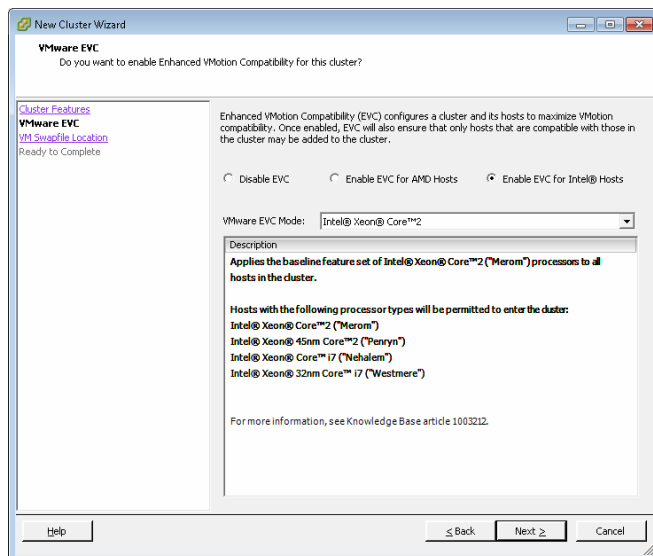 New Cluster Wizard
VMware EVC
Do you want to enable Enhanced VMotion Compatibility for this cluster?
Cluster Features
VMware EVC
VM Swapfile Location
Ready to Complete
Enhanced VMotion Compatibility (EVC) configures a cluster and its hosts to maximize VMotion
compatibility. Once enabled, EVC will also ensure that only hosts that are compatible with those in
the cluster may be added to the cluster.
Disable EVC
Enable EVC for AMD Hosts
Enable EVC for Intel® Hosts
VMware EVC Mode:
Intel® Xeon® Core™2
Description
Applies the baseline feature set of Intel® Xeon® Core™2 ("Merom") processors to all
hosts in the cluster.
Hosts with the following processor types will be permitted to enter the cluster:
Intel® Xeon® Core™2 ("Merom")
Intel® Xeon® 45nm Core™2 ("Penryn")
Intel® Xeon® Core™ i7 ("Nehalem")
Intel® Xeon® 32nm Core™ i7 ("Westmere")
For more information, see Knowledge Base article 1003212.
Help
≤ Back
Next ≥
Cancel